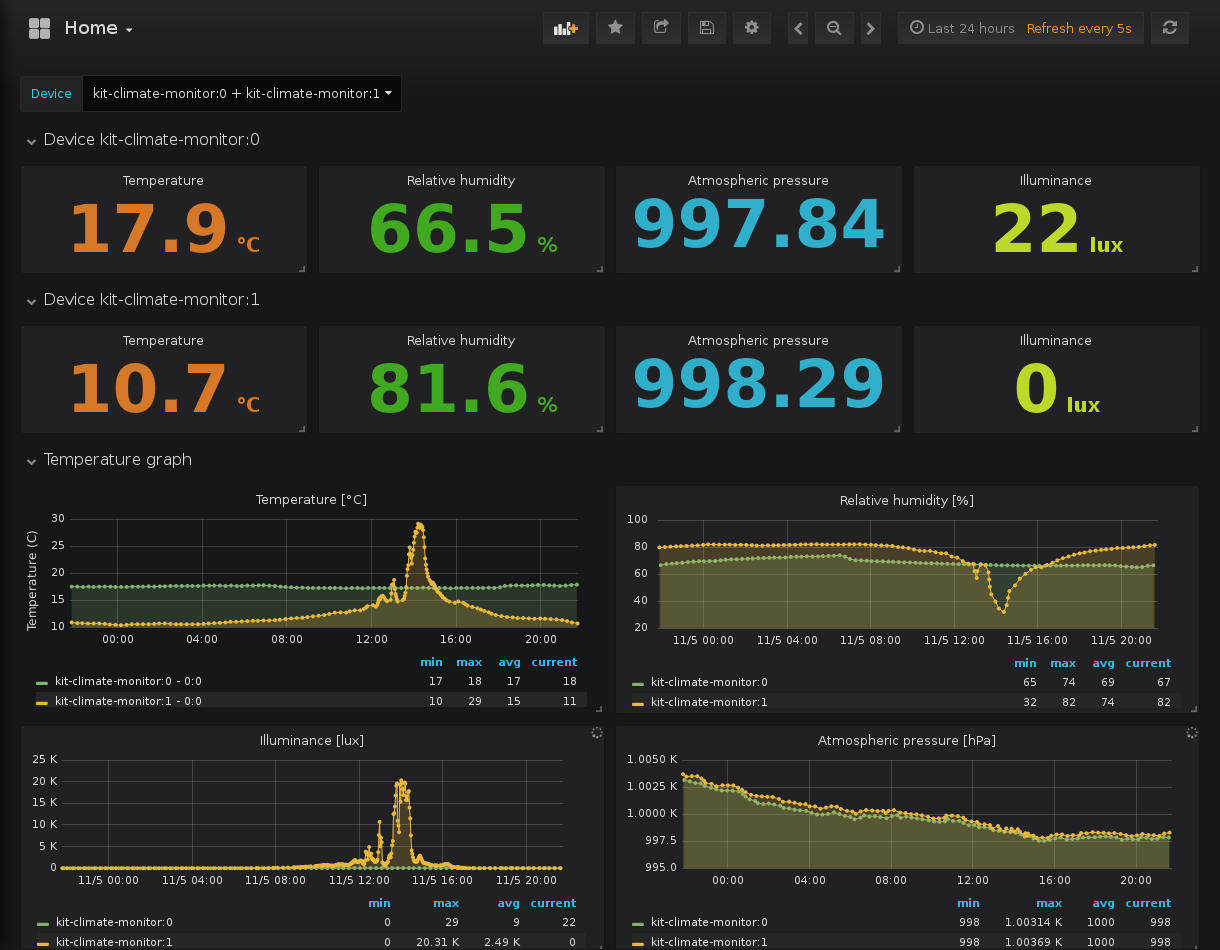 Home
Last 24 hours Refresh every 5s
Device kit-climate-monitor:0 + kit-climate-monitor:1
Device kit-climate-monitor:0
Temperature Relative humidity Atmospheric pressure Illuminance
17.9 °C 66.5 % 997.84 22 lux
Device kit-climate-monitor:1
Temperature Relative humidity Atmospheric pressure Illuminance
10.7 °C 81.6 % 998.29 0 lux
Temperature graph
Temperature [°C]
Temperature (C)
30
25
20
15
10
00:00 04:00 08:00 12:00 16:00 20:00
min max avg current
kit-climate-monitor:0 - 0:0 17 18 17 18
kit-climate-monitor:1 - 0:0 10 29 15 11
Relative humidity [%]
100
80
60
40
20
11/5 00:00 11/5 04:00 11/5 08:00 11/5 12:00 11/5 16:00 11/5 20:00
min max avg current
kit-climate-monitor:0 65 74 69 67
kit-climate-monitor:1 32 82 74 82
Illuminance [lux]
25 K
20 K
15 K
10 K
5 K
0
11/5 00:00 11/5 04:00 11/5 08:00 11/5 12:00 11/5 16:00 11/5 20:00
min max avg current
kit-climate-monitor:0 0 29 9 22
kit-climate-monitor:1 0 20.31 K 2.49 K 0
Atmospheric pressure [hPa]
1.0050 K
1.0025 K
1.0000 K
997.5
995.0
00:00 04:00 08:00 12:00 16:00 20:00
min max avg current
kit-climate-monitor:0 998 1.00314 K 1000 998
kit-climate-monitor:1 998 1.00369 K 1000 998